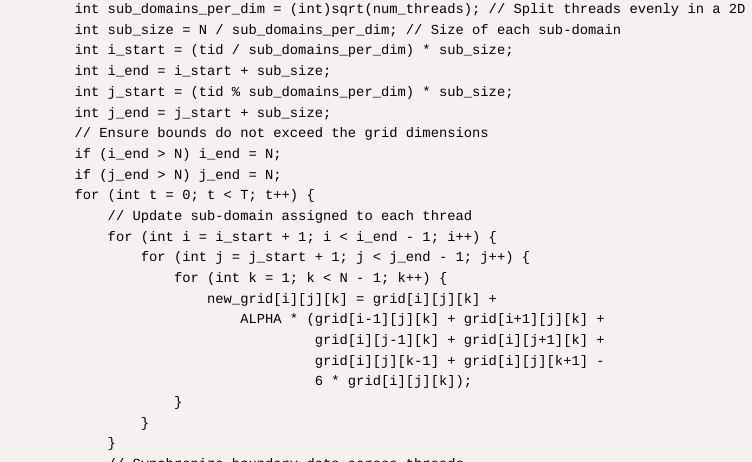 int sub_domains_per_dim = (int)sqrt(num_threads); // Split threads evenly in a 2D
int sub_size = N / sub_domains_per_dim; // Size of each sub-domain
int i_start = (tid / sub_domains_per_dim) * sub_size;
int i_end = i_start + sub_size;
int j_start = (tid % sub_domains_per_dim) * sub_size;
int j_end = j_start + sub_size;
// Ensure bounds do not exceed the grid dimensions
if (i_end > N) i_end = N;
if (j_end > N) j_end = N;
for (int t = 0; t < T; t++) {
// Update sub-domain assigned to each thread
for (int i = i_start + 1; i < i_end - 1; i++) {
for (int j = j_start + 1; j < j_end - 1; j++) {
for (int k = 1; k < N - 1; k++) {
new_grid[i][j][k] = grid[i][j][k] +
ALPHA * (grid[i-1][j][k] + grid[i+1][j][k] +
grid[i][j-1][k] + grid[i][j+1][k] +
grid[i][j][k-1] + grid[i][j][k+1] -
6 * grid[i][j][k]);
}
}
}
// Synchronize boundary data across threads